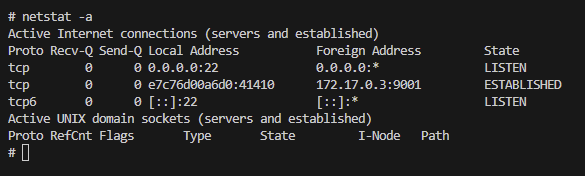 # netstat -a
Active Internet connections (servers and established)
Proto Recv-Q Send-Q Local Address           Foreign Address         State
tcp        0      0 0.0.0.0:22              0.0.0.0:*               LISTEN
tcp        0      0 e7c76d00a6d0:41410      172.17.0.3:9001         ESTABLISHED
tcp6       0      0 [::]:22                 [::]:*                  LISTEN
Active UNIX domain sockets (servers and established)
Proto RefCnt Flags       Type       State         I-Node   Path
#